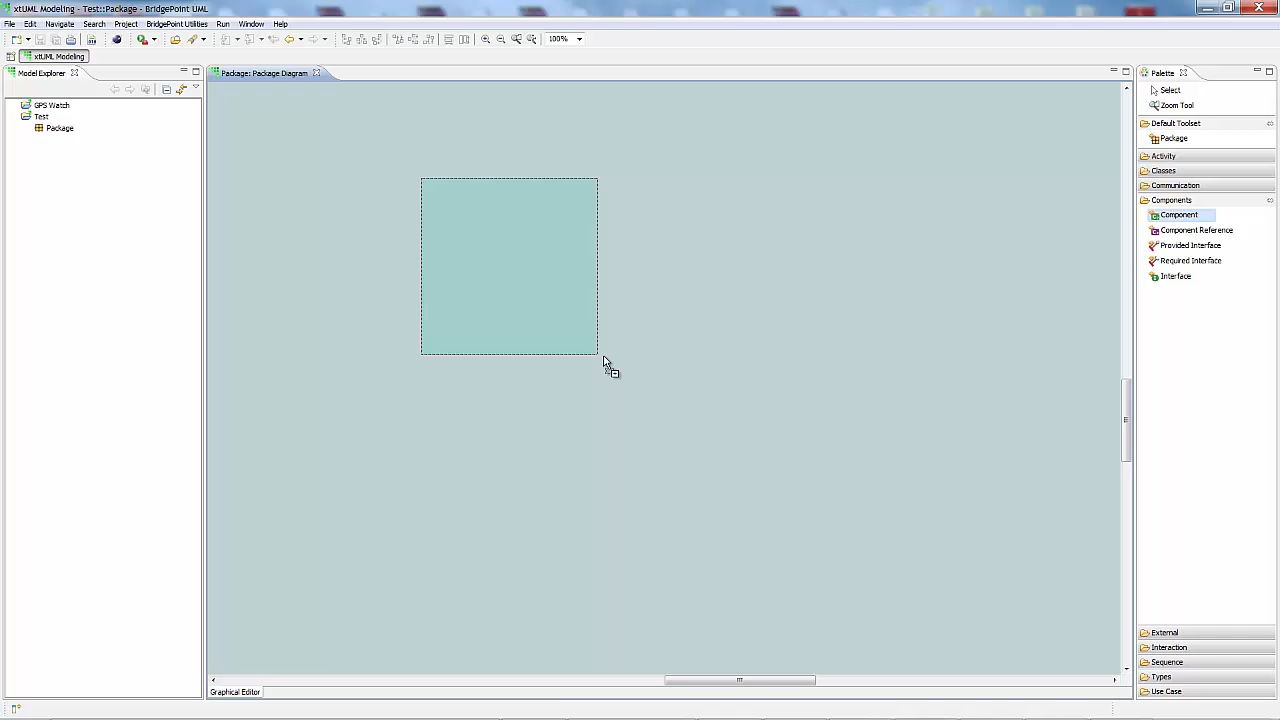 xtUML Modeling - Test::Package - BridgePoint UML
File Edit Navigate Search Project BridgePoint Utilities Run Window Help
100%
xtUML Modeling
Model Explorer
Package: Package Diagram
Palette
GPS Watch
Test
Package
Select
Zoom Tool
Default Toolset
Package
Activity
Classes
Communication
Components
Component
Component Reference
Provided Interface
Required Interface
Interface
External
Interaction
Sequence
Types
Use Case
Graphical Editor